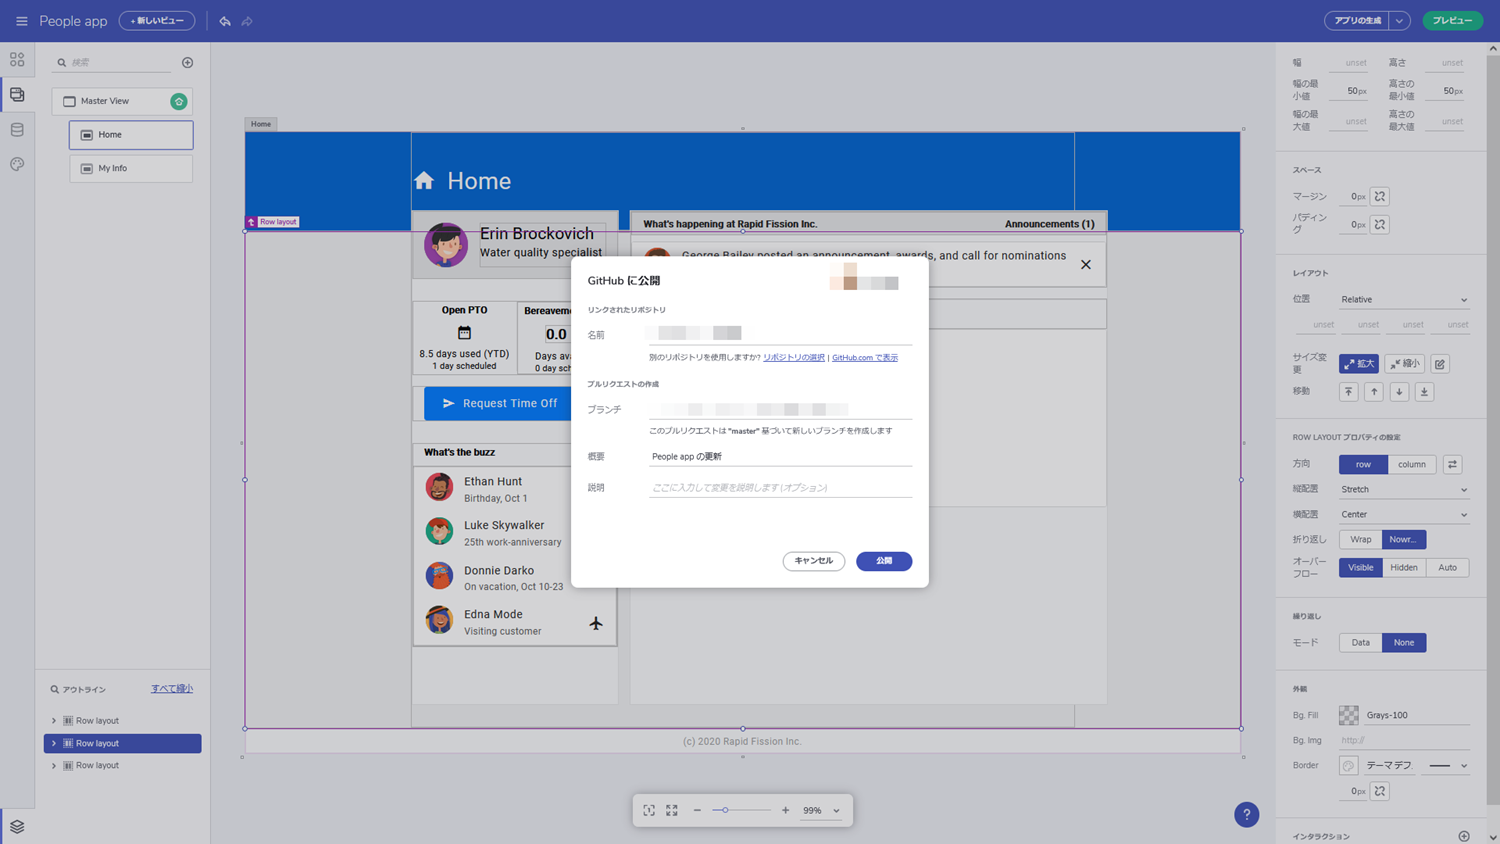 People app
+ 新しいビュー
アプリの生成
プレビュー
検索
Master View
Home
My Info
アウトライン
すべて縮小
Row layout
Row layout
Row layout
Home
Home
Row layout
Erin Brockovich
Water quality specialist
What's happening at Rapid Fission Inc.
Announcements (1)
George Bailey posted an announcement, awards, and call for nominations
Open PTO
8.5 days used (YTD)
1 day scheduled
0.0
0 day
Request Time Off
What's the buzz
Ethan Hunt
Birthday, Oct 1
Luke Skywalker
25th work-anniversary
Donnie Darko
On vacation, Oct 10-23
Edna Mode
Visiting customer
(c) 2020 Rapid Fission Inc.
GitHub に公開
リンクされたリポジトリ
名前
別のリポジトリを使用しますか? リポジトリの選択 | GitHub.com で表示
プルリクエストの作成
ブランチ
このプルリクエストは "master" 基づいて新しいブランチを作成します
概要
People app の更新
説明
ここに入力して変更を説明します (オプション)
キャンセル
公開
99%
?
幅 unset 高さ unset
幅の最小値 50px 高さの最小値 50px
幅の最大値 unset 高さの最大値 unset
スペース
マージン 0px
パディング 0px
レイアウト
位置 Relative
unset unset unset unset
サイズ変更 拡大 縮小
移動
ROW LAYOUT プロパティの設定
方向 row column
縦配置 Stretch
横配置 Center
折り返し Wrap Nowr...
オーバーフロー Visible Hidden Auto
繰り返し
モード Data None
外観
Bg. Fill Grays-100
Bg. Img http://
Border テーマ デフ.
0px
インタラクション